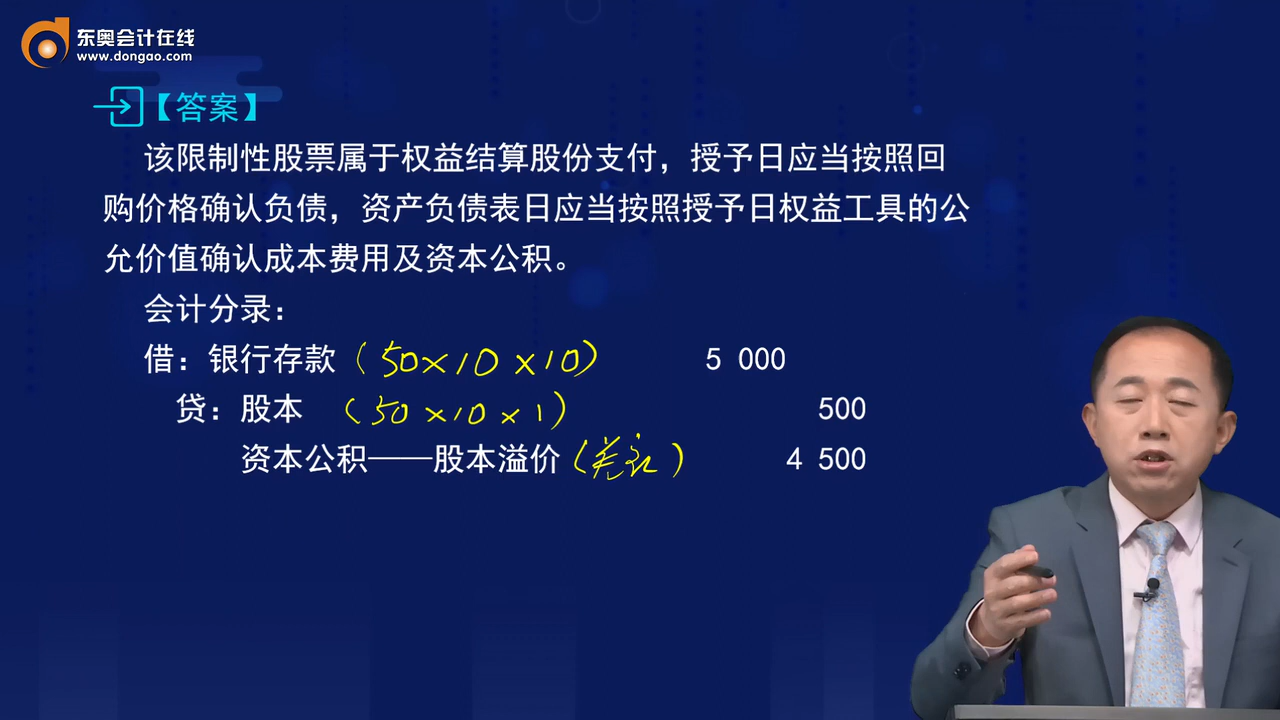 东奥会计在线
www.dongao.com
【答案】
该限制性股票属于权益结算股份支付，授予日应当按照回
购价格确认负债，资产负债表日应当按照授予日权益工具的公
允价值确认成本费用及资本公积。
会计分录：
借：银行存款（50×10×10） 5 000
贷：股本 （50×10×1） 500
资本公积——股本溢价（差额） 4 500